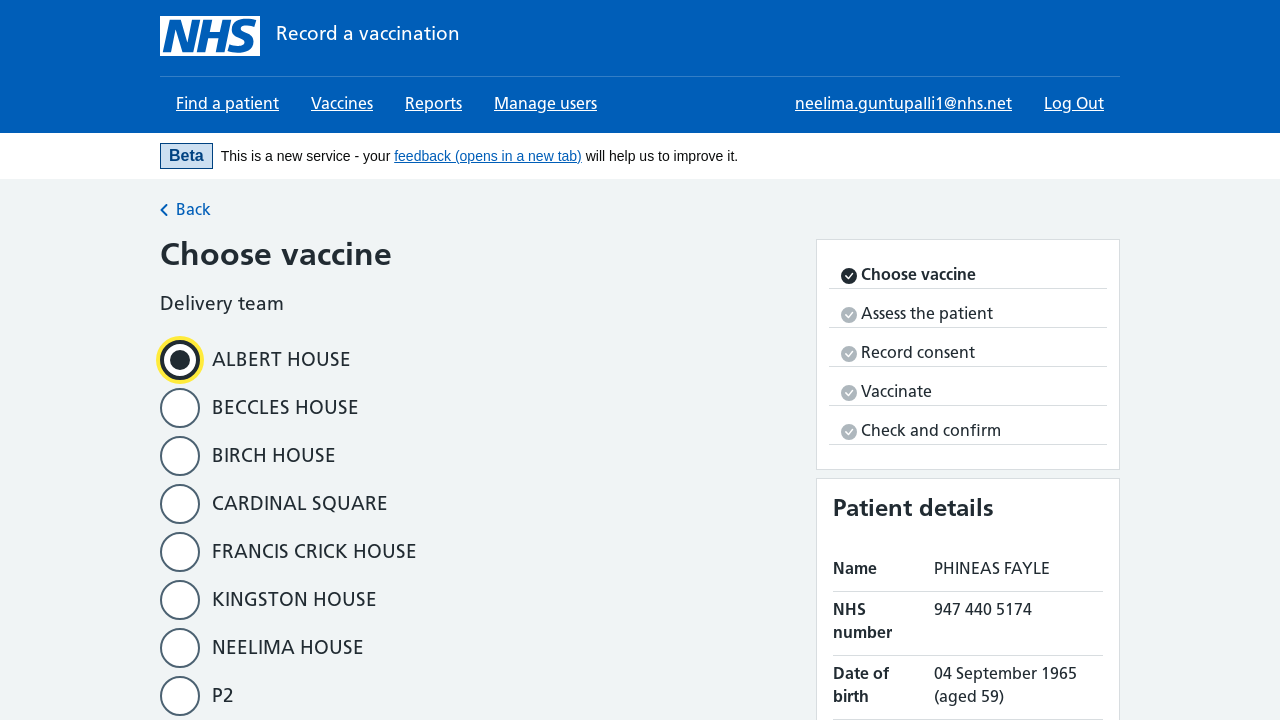 NHS Record a vaccination
Find a patient Vaccines Reports Manage users neelima.guntupalli1@nhs.net Log Out
Beta This is a new service - your feedback (opens in a new tab) will help us to improve it.
Back
Choose vaccine
Delivery team
ALBERT HOUSE
BECCLES HOUSE
BIRCH HOUSE
CARDINAL SQUARE
FRANCIS CRICK HOUSE
KINGSTON HOUSE
NEELIMA HOUSE
P2
Choose vaccine
Assess the patient
Record consent
Vaccinate
Check and confirm
Patient details
Name PHINEAS FAYLE
NHS number 947 440 5174
Date of birth 04 September 1965 (aged 59)